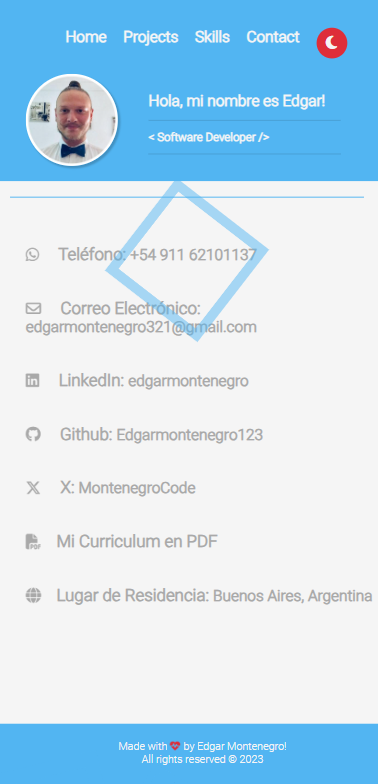 Home Projects Skills Contact
Hola, mi nombre es Edgar!
< Software Developer />
Teléfono: +54 911 62101137
Correo Electrónico:
edgarmontenegro321@gmail.com
LinkedIn: edgarmontenegro
Github: Edgarmontenegro123
X: MontenegroCode
PDF Mi Curriculum en PDF
Lugar de Residencia: Buenos Aires, Argentina
Made with by Edgar Montenegro!
All rights reserved © 2023